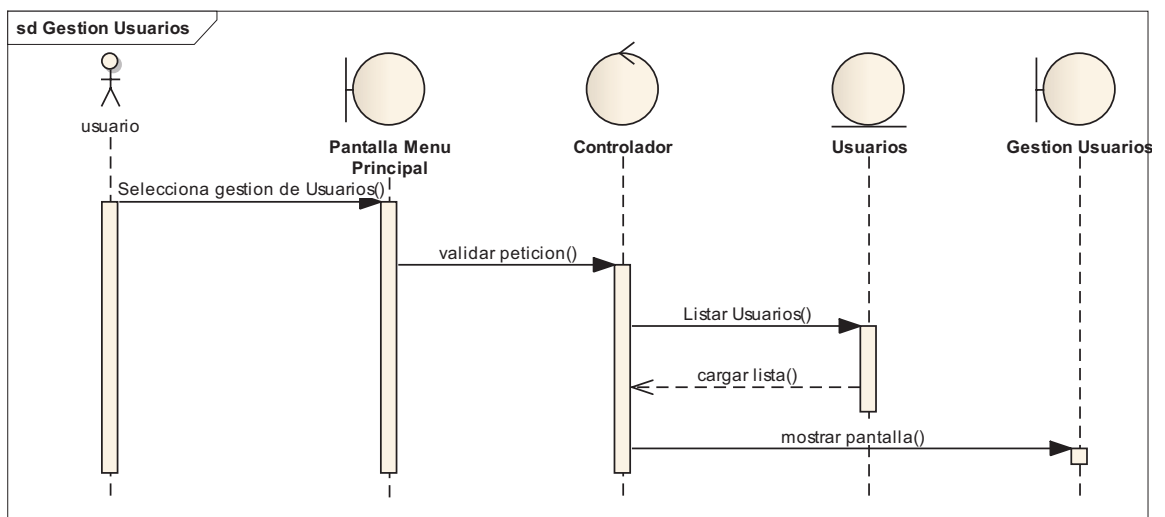 sd Gestion Usuarios
usuario
Pantalla Menu
Principal
Controlador
Usuarios
Gestion Usuarios
Selecciona gestion de Usuarios()
validar peticion()
Listar Usuarios()
cargar lista()
mostrar pantalla()